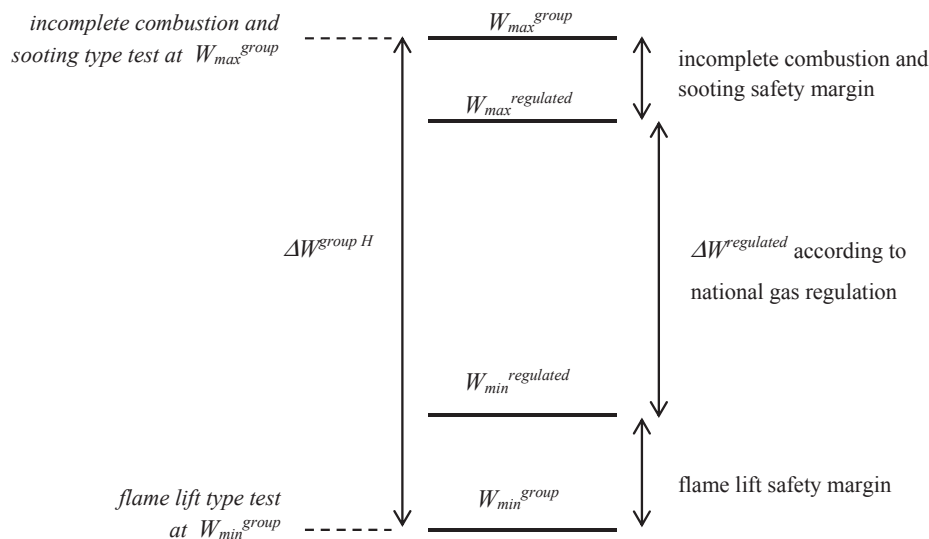 incomplete combustion and
sooting type test at W_max^group
W_max^group
incomplete combustion and
sooting safety margin
W_max^regulated
ΔW^group H
ΔW^regulated according to
national gas regulation
W_min^regulated
flame lift safety margin
W_min^group
flame lift type test
at W_min^group